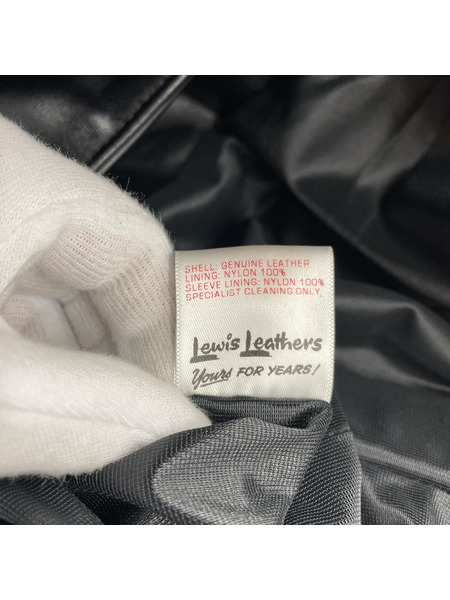 SHELL: GENUINE LEATHER
LINING: NYLON 100%
SLEEVE LINING: NYLON 100%
SPECIALIST CLEANING ONLY.
Lewis Leathers
Yours FOR YEARS!